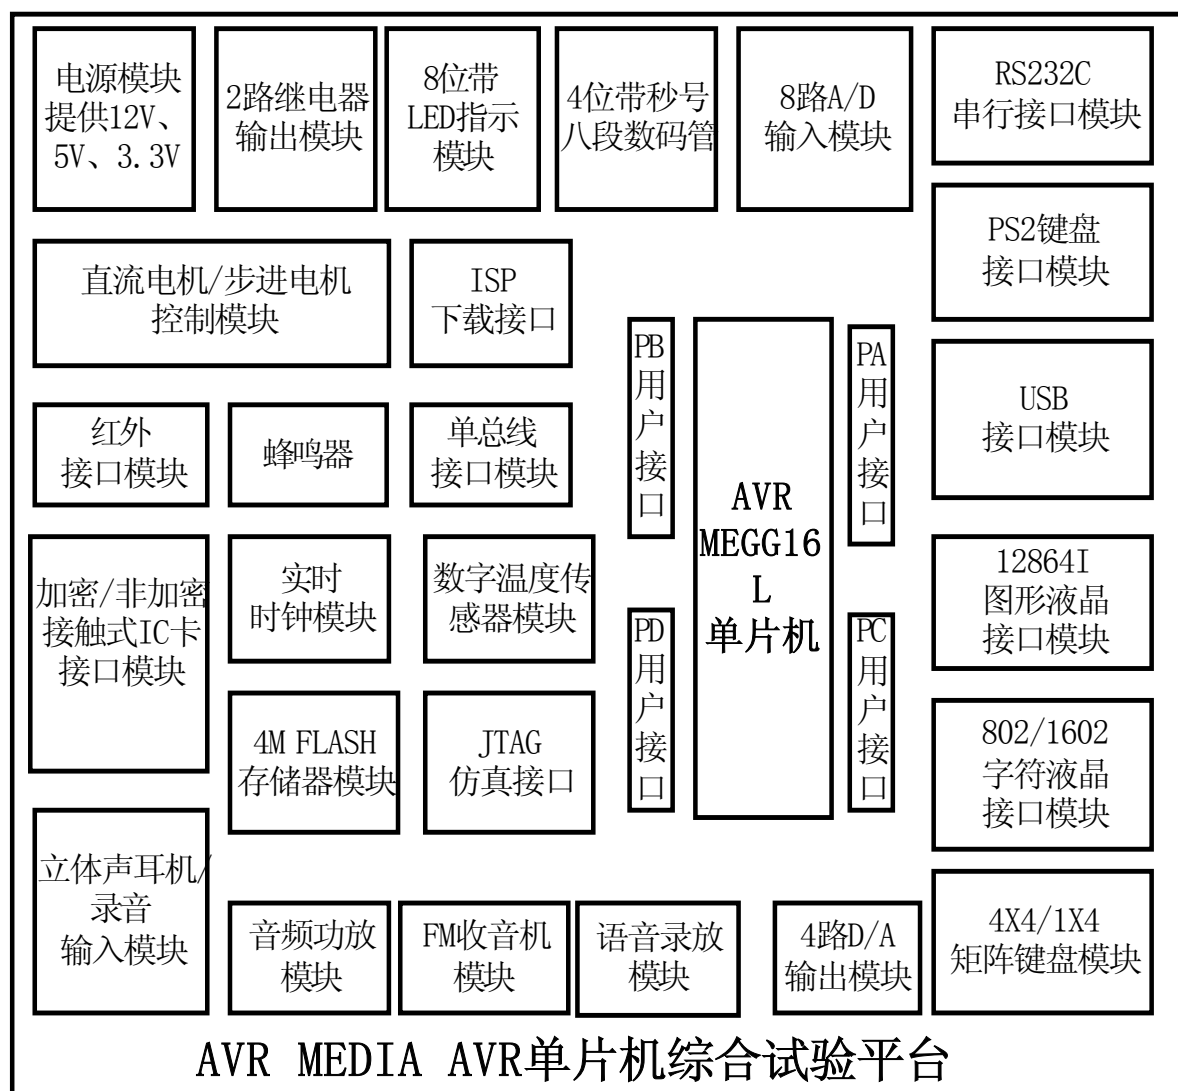 电源模块
提供12V、
5V、3.3V
2路继电器
输出模块
8位带
LED指示
模块
4位带秒号
八段数码管
8路A/D
输入模块
RS232C
串行接口模块
PS2键盘
接口模块
直流电机/步进电机
控制模块
ISP
下载接口
PB用户接口
AVR
MEGG16
L
单片机
PA用户接口
USB
接口模块
红外
接口模块
蜂鸣器
单总线
接口模块
加密/非加密
接触式IC卡
接口模块
实时
时钟模块
数字温度传
感器模块
PD用户接口
PC用户接口
12864I
图形液晶
接口模块
4M FLASH
存储器模块
JTAG
仿真接口
802/1602
字符液晶
接口模块
立体声耳机/
录音
输入模块
音频功放
模块
FM收音机
模块
语音录放
模块
4路D/A
输出模块
4X4/1X4
矩阵键盘模块
AVR MEDIA AVR单片机综合试验平台